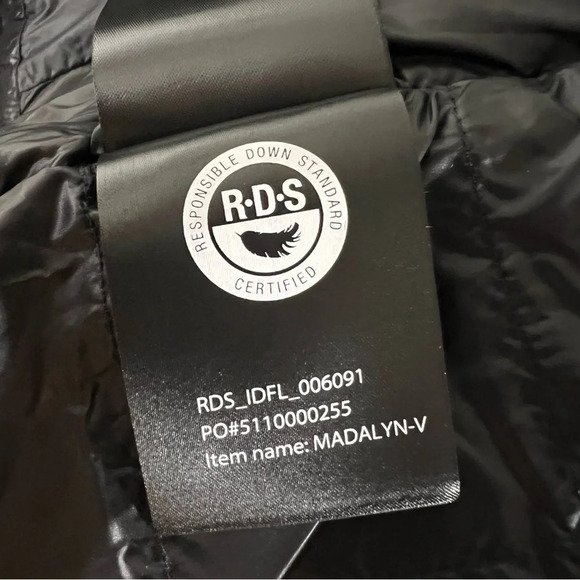 RESPONSIBLE DOWN STANDARD
R·D·S
CERTIFIED
RDS_IDFL_006091
PO#5110000255
Item name: MADALYN-V